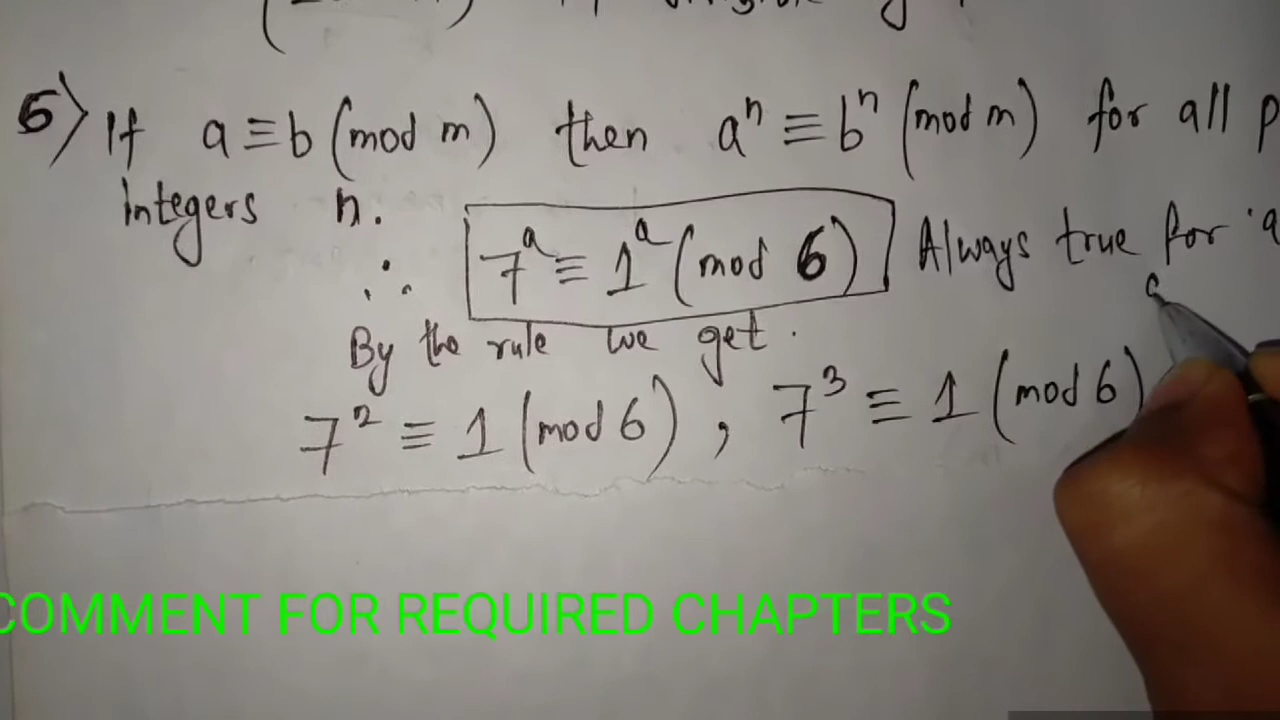 5) If a ≡ b (mod m) then aⁿ ≡ bⁿ (mod m) for all
Integers n.
∴ 7ᵃ ≡ 1ᵃ (mod 6) Always true for
By the rule we get.
7² ≡ 1 (mod 6), 7³ ≡ 1 (mod 6)
COMMENT FOR REQUIRED CHAPTERS